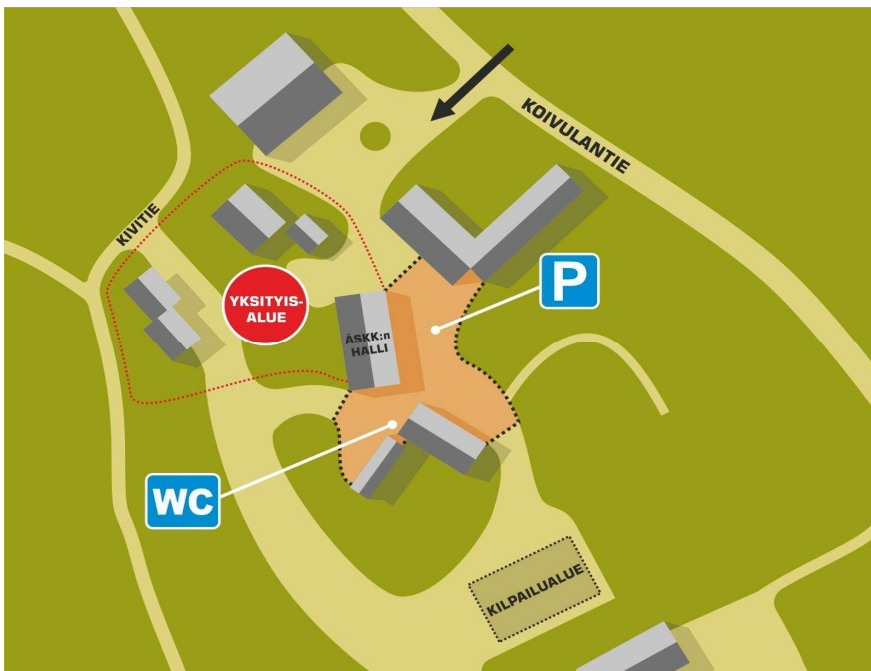 KOIVULANTIE
KIVITIE
P
YKSITYIS-
ALUE
ÄSKK:n
HALLI
WC
KILPAILUALUE